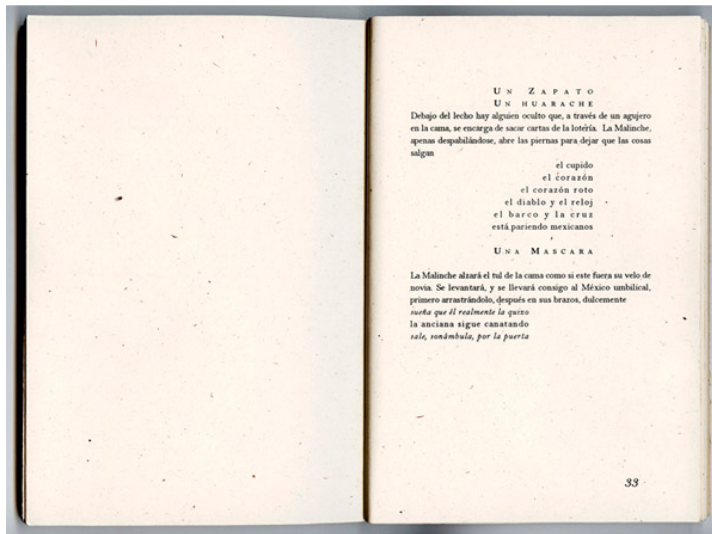 UN ZAPATO
UN HUARACHE
Debajo del lecho hay alguien oculto que, a través de un agujero
en la cama, se encarga de sacar cartas de la lotería. La Malinche,
apenas despabilándose, abre las piernas para dejar que las cosas
salgan
el cupido
el corazón
el corazón roto
el diablo y el reloj
el barco y la cruz
está pariendo mexicanos
UNA MASCARA
La Malinche alzará el tul de la cama como si este fuera su velo de
novia. Se levantará, y se llevará consigo al México umbilical,
primero arrastrándolo, después en sus brazos, dulcemente
sueña que él realmente la quizo
la anciana sigue canatando
sale, sonámbula, por la puerta
33